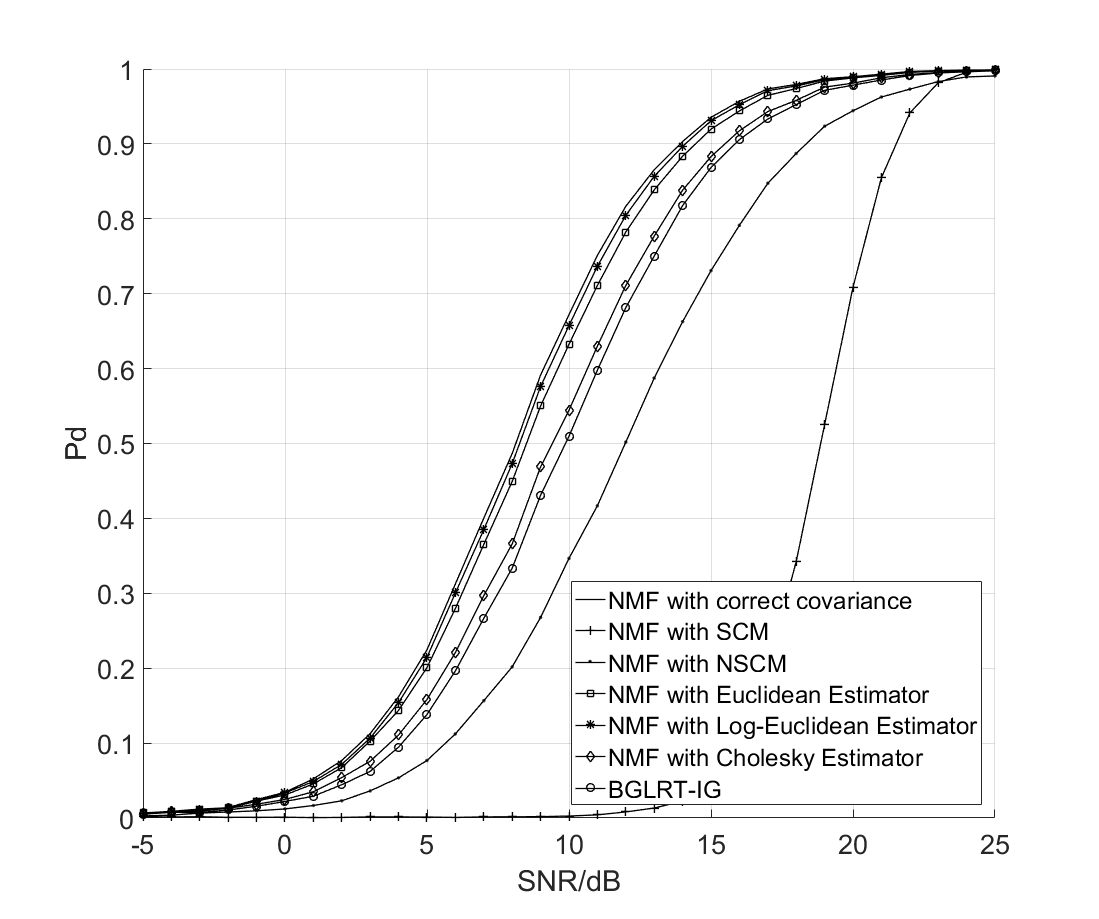 1
0.9
0.8
0.7
0.6
0.5
0.4
0.3
0.2
0.1
0
Pd
NMF with correct covariance
NMF with SCM
NMF with NSCM
NMF with Euclidean Estimator
NMF with Log-Euclidean Estimator
NMF with Cholesky Estimator
BGLRT-IG
-5 0 5 10 15 20 25
SNR/dB